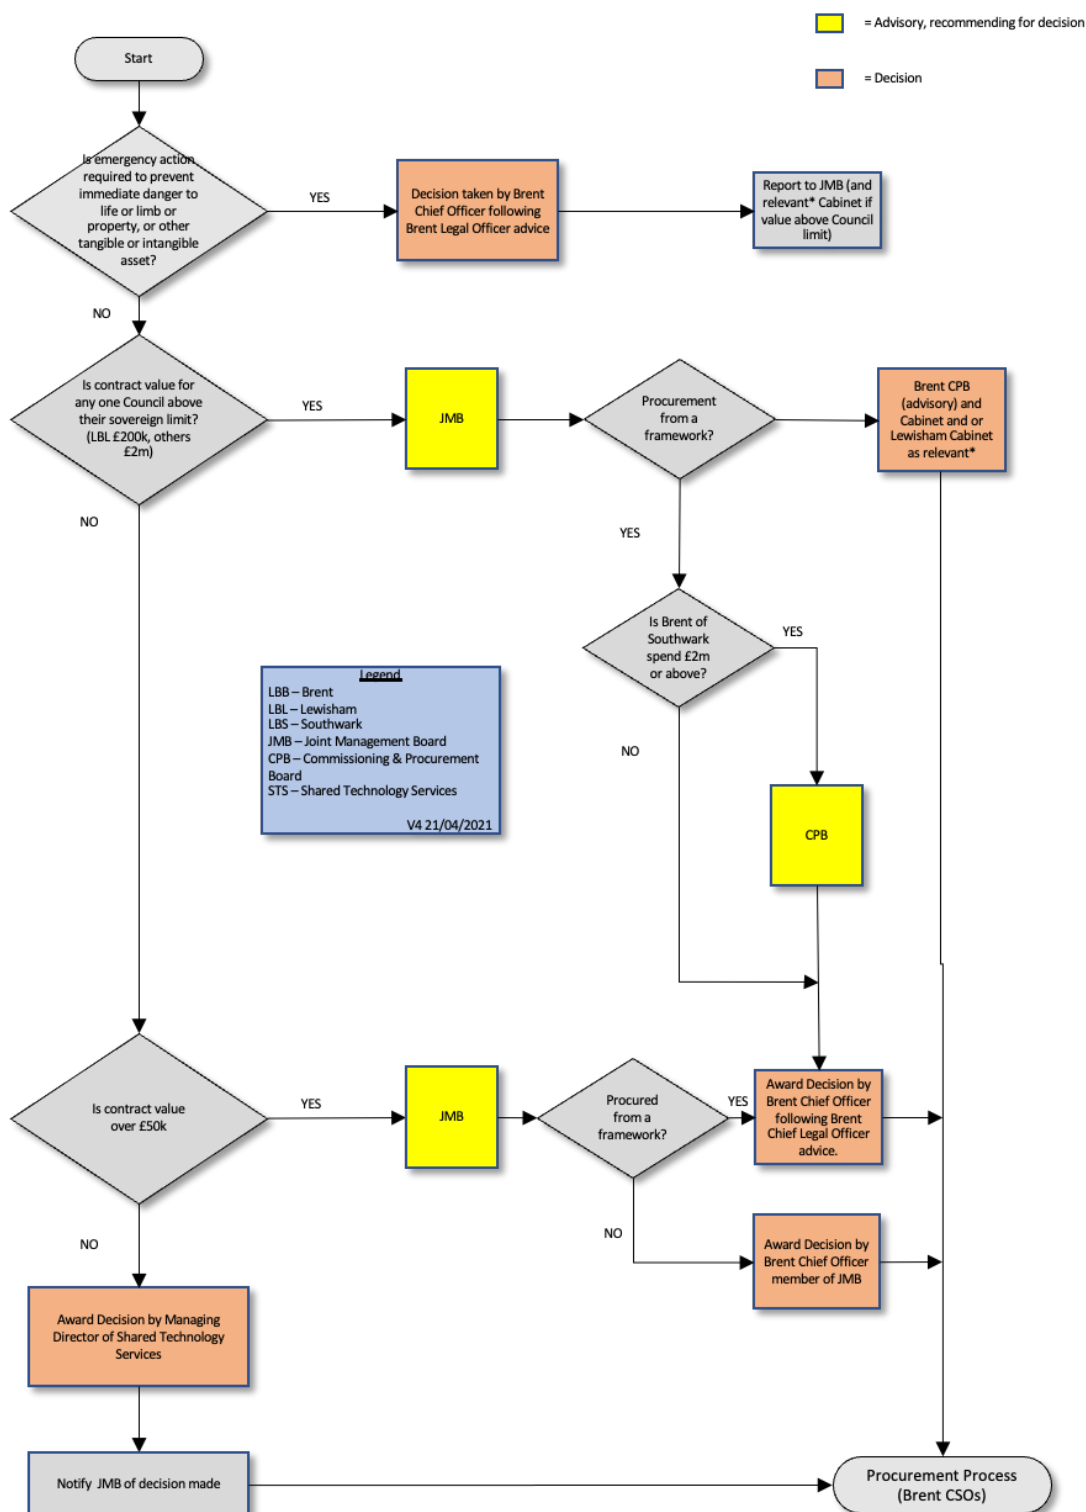 = Advisory, recommending for decision
= Decision
Start
Is emergency action
required to prevent
immediate danger to
life or limb or
property, or other
tangible or intangible
asset?
YES
Decision taken by Brent
Chief Officer following
Brent Legal Officer advice
Report to JMB (and
relevant* Cabinet if
value above Council
limit)
NO
Is contract value for
any one Council above
their sovereign limit?
(LBL £200k, others
£2m)
YES
JMB
Procurement
from a
framework?
Brent CPB
(advisory) and
Cabinet and or
Lewisham Cabinet
as relevant*
NO
YES
Is Brent of
Southwark
spend £2m
or above?
YES
NO
Legend
LBB – Brent
LBL – Lewisham
LBS – Southwark
JMB – Joint Management Board
CPB – Commissioning & Procurement
Board
STS – Shared Technology Services
V4 21/04/2021
CPB
Is contract value
over £50k
YES
JMB
Procured
from a
framework?
YES
Award Decision by
Brent Chief Officer
following Brent
Chief Legal Officer
advice.
NO
Award Decision by
Brent Chief Officer
member of JMB
NO
Award Decision by Managing
Director of Shared Technology
Services
Notify JMB of decision made
Procurement Process
(Brent CSOs)